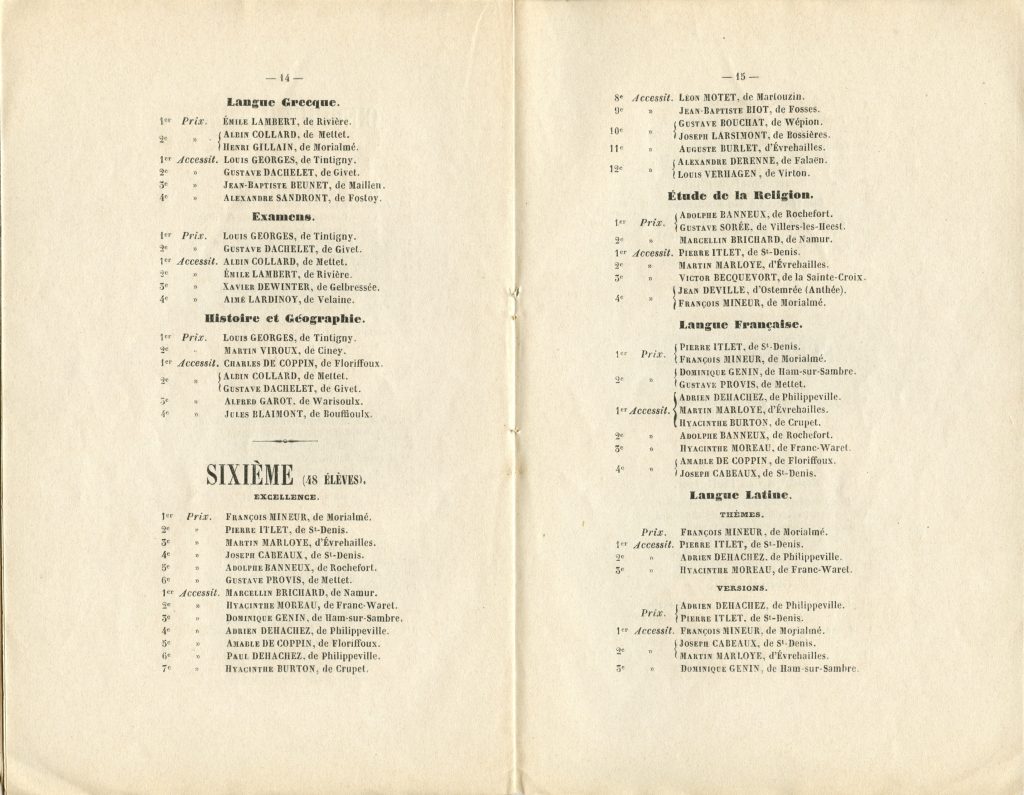 — 14 —
Langue Grecque.
1er Prix. ÉMILE LAMBERT, de Rivière.
2e » ALBIN COLLARD, de Mettet.
HENRI GILLAIN, de Morialmé.
1er Accessit. LOUIS GEORGES, de Tintigny.
2e » GUSTAVE DACHELET, de Givet.
3e » JEAN-BAPTISTE BEUNET, de Maillen.
4e » ALEXANDRE SANDRONT, de Fostoy.
Examens.
1er Prix. LOUIS GEORGES, de Tintigny.
2e » GUSTAVE DACHELET, de Givet.
1er Accessit. ALBIN COLLARD, de Mettet.
2e » ÉMILE LAMBERT, de Rivière.
3e » XAVIER DEWINTER, de Gelbressée.
4e » AIMÉ LARDINOY, de Velaine.
Histoire et Géographie.
1er Prix. LOUIS GEORGES, de Tintigny.
2e » MARTIN VIROUX, de Ciney.
1er Accessit. CHARLES DE COPPIN, de Floriffoux.
2e » ALBIN COLLARD, de Mettet.
GUSTAVE DACHELET, de Givet.
3e » ALFRED GAROT, de Warisoulx.
4e » JULES BLAIMONT, de Bouffioulx.
SIXIÈME (48 ÉLÈVES).
EXCELLENCE.
1er Prix. FRANÇOIS MINEUR, de Morialmé.
2e » PIERRE ITLET, de St-Denis.
3e » MARTIN MARLOYE, d'Évrehailles.
4e » JOSEPH CABEAUX, de St-Denis.
5e » ADOLPHE BANNEUX, de Rochefort.
6e » GUSTAVE PROVIS, de Mettet.
1er Accessit. MARCELLIN BRICHARD, de Namur.
2e » HYACINTHE MOREAU, de Franc-Waret.
3e » DOMINIQUE GENIN, de Ham-sur-Sambre.
4e » ADRIEN DEHACHEZ, de Philippeville.
5e » AMABLE DE COPPIN, de Floriffoux.
6e » PAUL DEHACHEZ, de Philippeville.
7e » HYACINTHE BURTON, de Crupet.
— 15 —
8e Accessit. LÉON MOTET, de Martouzin.
9e » JEAN-BAPTISTE BIOT, de Fosses.
10e » GUSTAVE BOUCHAT, de Wépion.
JOSEPH LARSIMONT, de Bossières.
11e » AUGUSTE BURLET, d'Évrehailles.
12e » ALEXANDRE DERENNE, de Falaën.
LOUIS VERHAGEN, de Virton.
Étude de la Religion.
1er Prix. ADOLPHE BANNEUX, de Rochefort.
GUSTAVE SORÉE, de Villers-les-Heest.
2e » MARCELLIN BRICHARD, de Namur.
1er Accessit. PIERRE ITLET, de St-Denis.
2e » MARTIN MARLOYE, d'Évrehailles.
3e » VICTOR BECQUEVORT, de la Sainte-Croix.
4e » JEAN DEVILLE, d'Ostemrée (Anthée).
FRANÇOIS MINEUR, de Morialmé.
Langue Française.
1er Prix. PIERRE ITLET, de St-Denis.
FRANÇOIS MINEUR, de Morialmé.
2e » DOMINIQUE GENIN, de Ham-sur-Sambre.
GUSTAVE PROVIS, de Mettet.
1er Accessit. ADRIEN DEHACHEZ, de Philippeville.
MARTIN MARLOYE, d'Évrehailles.
HYACINTHE BURTON, de Crupet.
2e » ADOLPHE BANNEUX, de Rochefort.
3e » HYACINTHE MOREAU, de Franc-Waret.
4e » AMABLE DE COPPIN, de Floriffoux.
JOSEPH CABEAUX, de St-Denis.
Langue Latine.
THÈMES.
Prix. FRANÇOIS MINEUR, de Morialmé.
1er Accessit. PIERRE ITLET, de St-Denis.
2e » ADRIEN DEHACHEZ, de Philippeville.
3e » HYACINTHE MOREAU, de Franc-Waret.
VERSIONS.
Prix. ADRIEN DEHACHEZ, de Philippeville.
PIERRE ITLET, de St-Denis.
1er Accessit. FRANÇOIS MINEUR, de Morialmé.
2e » JOSEPH CABEAUX, de St-Denis.
MARTIN MARLOYE, d'Évrehailles.
3e » DOMINIQUE GENIN, de Ham-sur-Sambre.